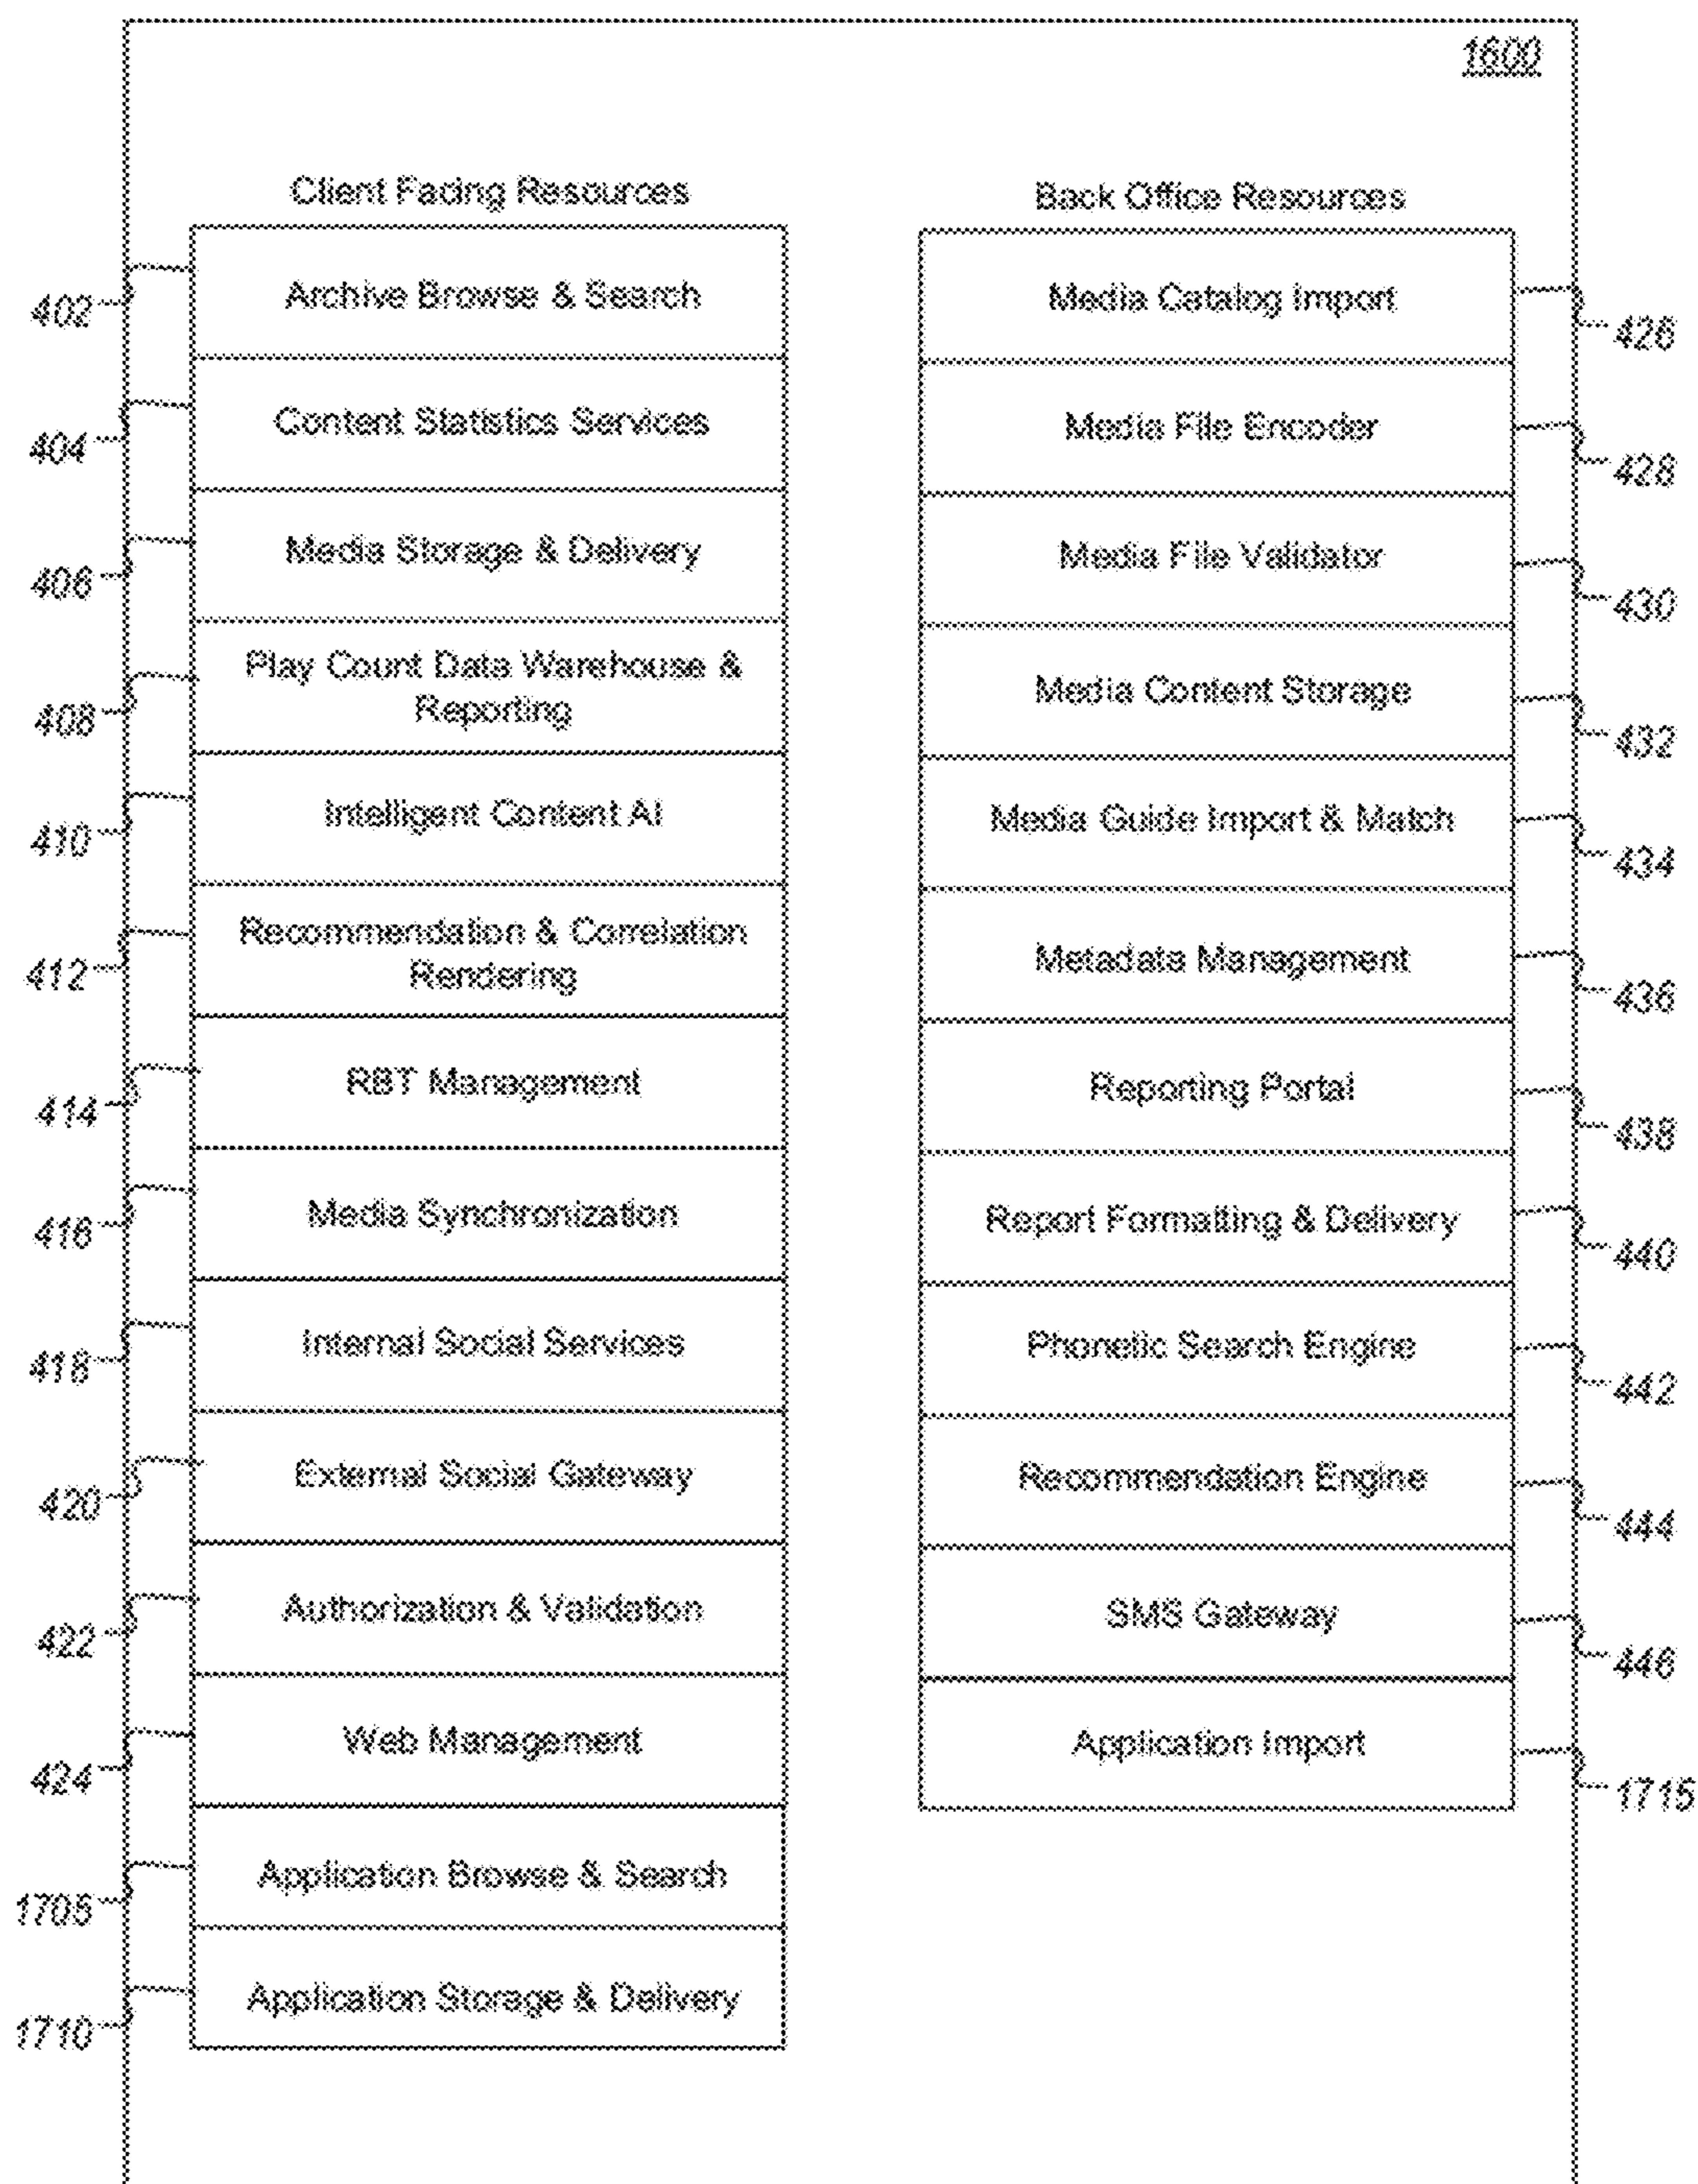 1600
Client Facing Resources
402
Archive Browse & Search
404
Content Statistics Services
406
Media Storage & Delivery
408
Play Count Data Warehouse &
Reporting
410
Intelligent Content AI
412
Recommendation & Correlation
Rendering
414
RBT Management
416
Media Synchronization
418
Internal Social Services
420
External Social Gateway
422
Authorization & Validation
424
Web Management
1705
Application Browse & Search
1710
Application Storage & Delivery
Back Office Resources
Media Catalog Import
426
Media File Encoder
428
Media File Validator
430
Media Content Storage
432
Media Guide Import & Match
434
Metadata Management
436
Reporting Portal
438
Report Formatting & Delivery
440
Phonetic Search Engine
442
Recommendation Engine
444
SMS Gateway
446
Application Import
1715